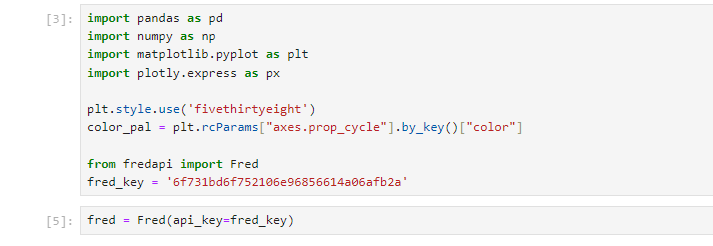 [3]:
import pandas as pd
import numpy as np
import matplotlib.pyplot as plt
import plotly.express as px
plt.style.use('fivethirtyeight')
color_pal = plt.rcParams["axes.prop_cycle"].by_key()["color"]
from fredapi import Fred
fred_key = '6f731bd6f752106e96856614a06afb2a'
[5]:
fred = Fred(api_key=fred_key)